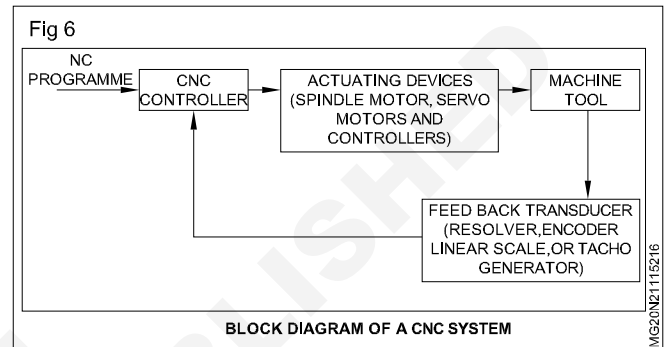 Fig 6
NC
PROGRAMME
CNC
CONTROLLER
ACTUATING DEVICES
(SPINDLE MOTOR, SERVO
MOTORS AND
CONTROLLERS)
MACHINE
TOOL
FEED BACK TRANSDUCER
(RESOLVER,ENCODER
LINEAR SCALE,OR TACHO
GENERATOR)
BLOCK DIAGRAM OF A CNC SYSTEM
MG20N21115216